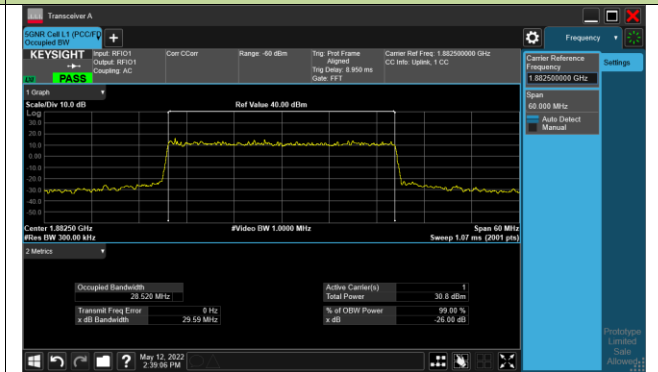 Transceiver A
5GNR Cell L1 (PCC/FD
Occupied BW
Frequency
KEYSIGHT
Input: RFIO1
Output: RFIO1
Coupling: AC
PASS
Corr CCorr
Range: -60 dBm
Trig: Prot Frame
Aligned
Trig Delay: 8.950 ms
Gate: FFT
Carrier Ref Freq: 1.882500000 GHz
CC Info: Uplink, 1 CC
Carrier Reference
Frequency
1.882500000 GHz
Settings
Span
60.000 MHz
Auto Detect
Manual
1 Graph
Scale/Div 10.0 dB
Ref Value 40.00 dBm
Log
30.0
20.0
10.0
0.00
-10.0
-20.0
-30.0
-40.0
-50.0
Center 1.88250 GHz
#Video BW 1.0000 MHz
Span 60 MHz
#Res BW 300.00 kHz
Sweep 1.07 ms (2001 pts)
2 Metrics
Occupied Bandwidth
28.520 MHz
Active Carrier(s) 1
Total Power 30.8 dBm
Transmit Freq Error 0 Hz
x dB Bandwidth 29.59 MHz
% of OBW Power 99.00 %
x dB -26.00 dB
?
May 12, 2022
2:39:06 PM
Prototype
Limited
Sale
Allowed